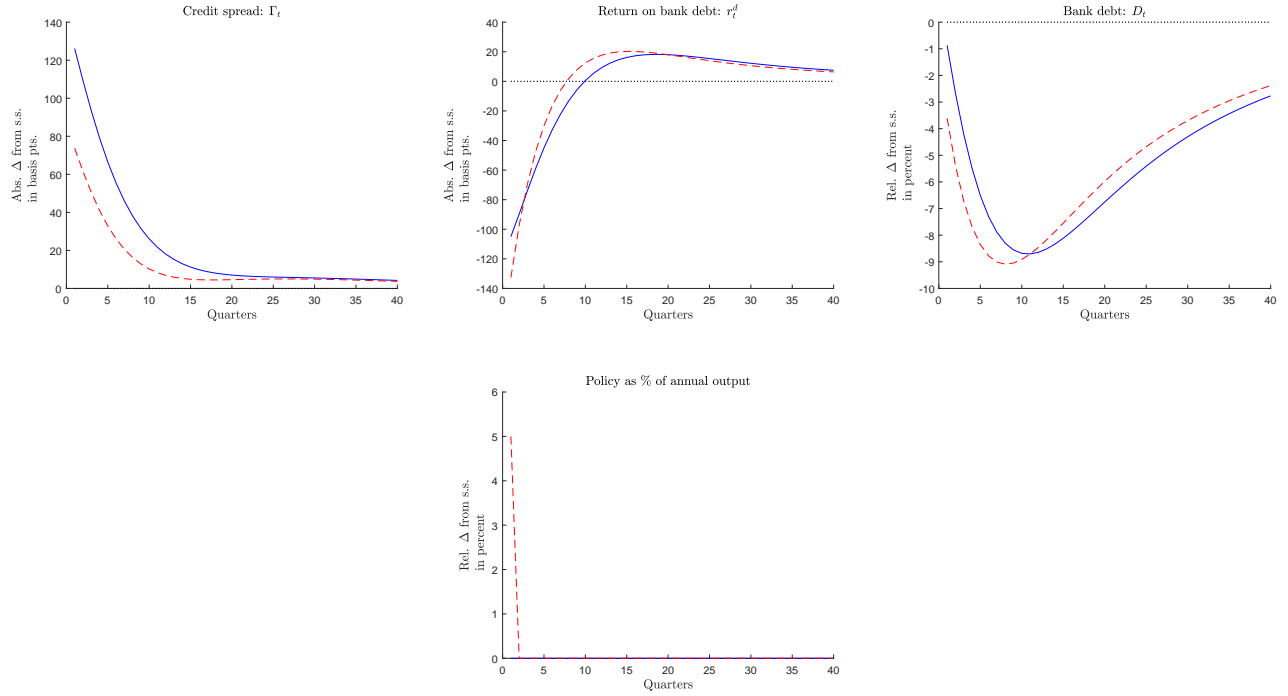 Credit spread: Γt
Abs. Δ from s.s.
in basis pts.
140
120
100
80
60
40
20
0
0 5 10 15 20 25 30 35 40
Quarters
Return on bank debt: r_t^d
Abs. Δ from s.s.
in basis pts.
40
20
0
-20
-40
-60
-80
-100
-120
-140
0 5 10 15 20 25 30 35 40
Quarters
Bank debt: Dt
Rel. Δ from s.s.
in percent
0
-1
-2
-3
-4
-5
-6
-7
-8
-9
-10
0 5 10 15 20 25 30 35 40
Quarters
Policy as % of annual output
Rel. Δ from s.s.
in percent
6
5
4
3
2
1
0
0 5 10 15 20 25 30 35 40
Quarters